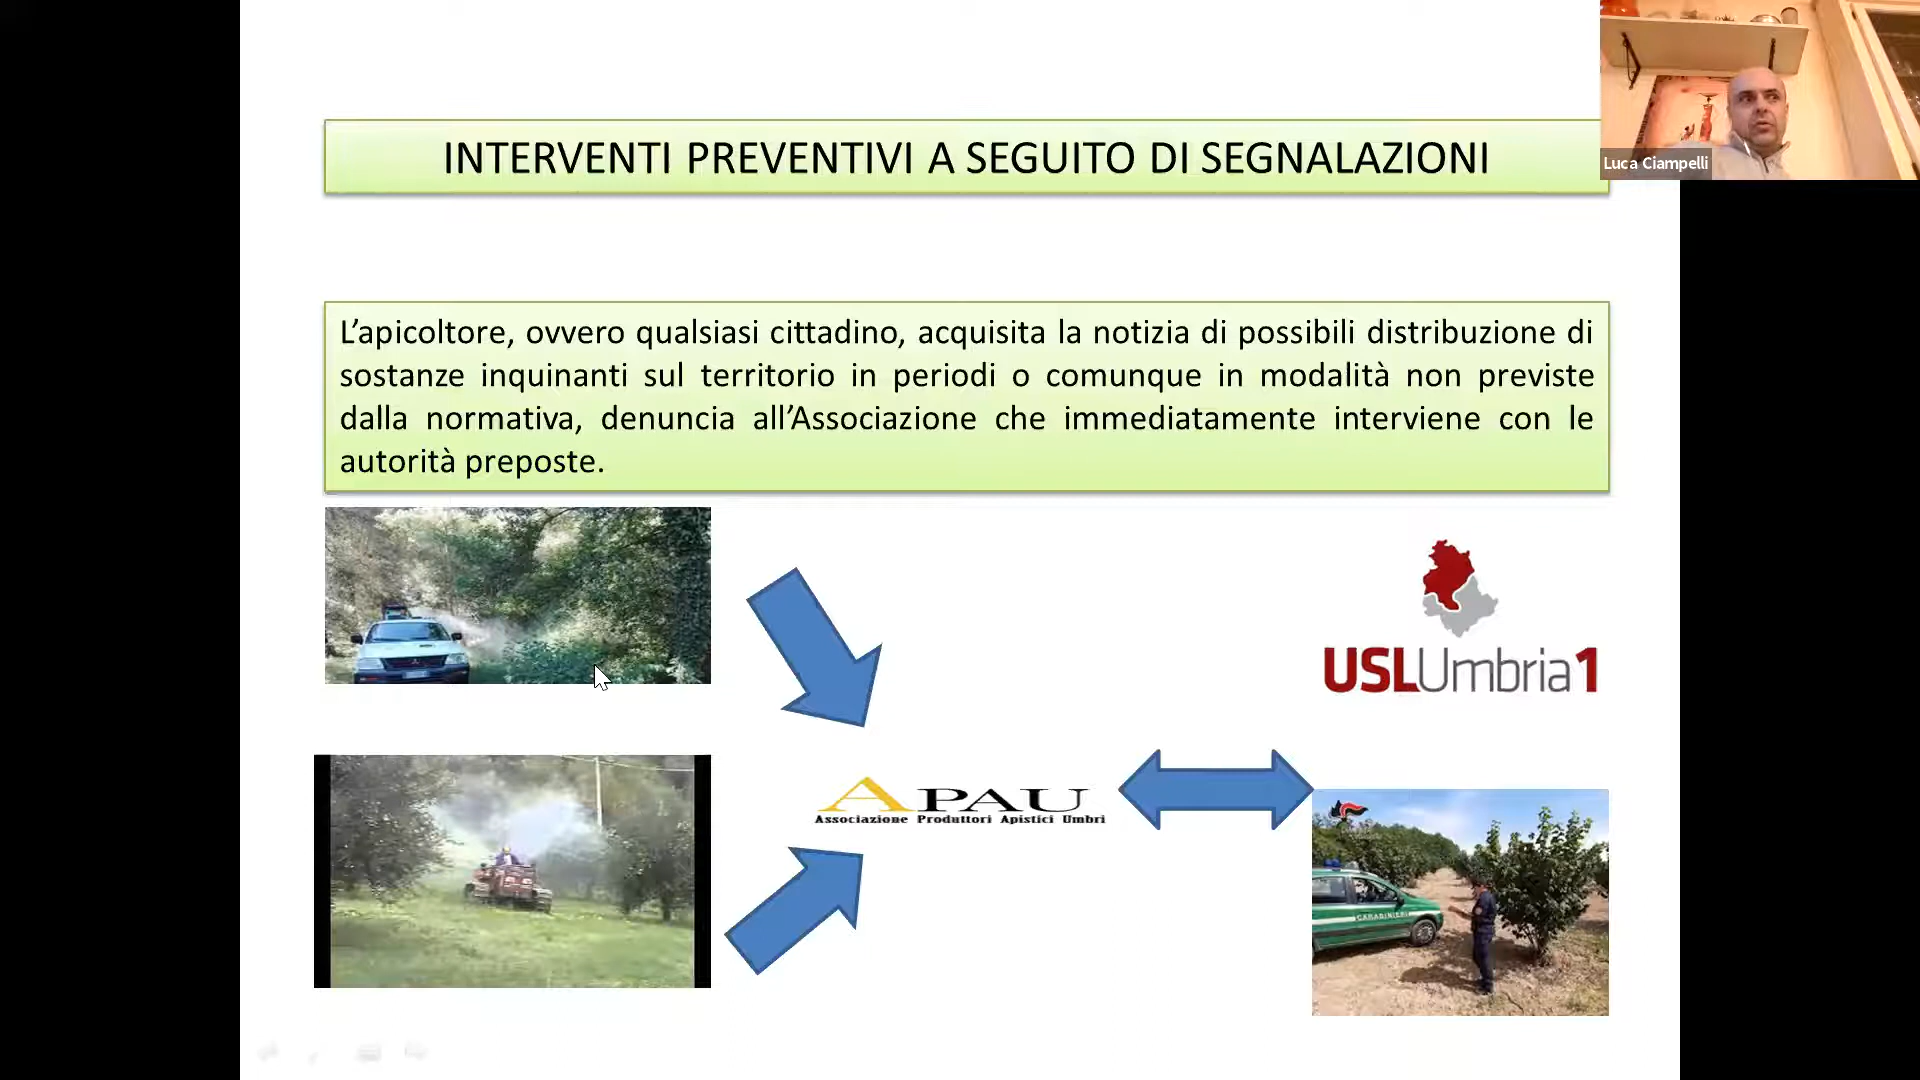 INTERVENTI PREVENTIVI A SEGUITO DI SEGNALAZIONI
Luca Ciampelli
L’apicoltore, ovvero qualsiasi cittadino, acquisita la notizia di possibili distribuzione di
sostanze inquinanti sul territorio in periodi o comunque in modalità non previste
dalla normativa, denuncia all’Associazione che immediatamente interviene con le
autorità preposte.
USLUmbria1
APAU
Associazione Produttori Apistici Umbri
CARABINIERI